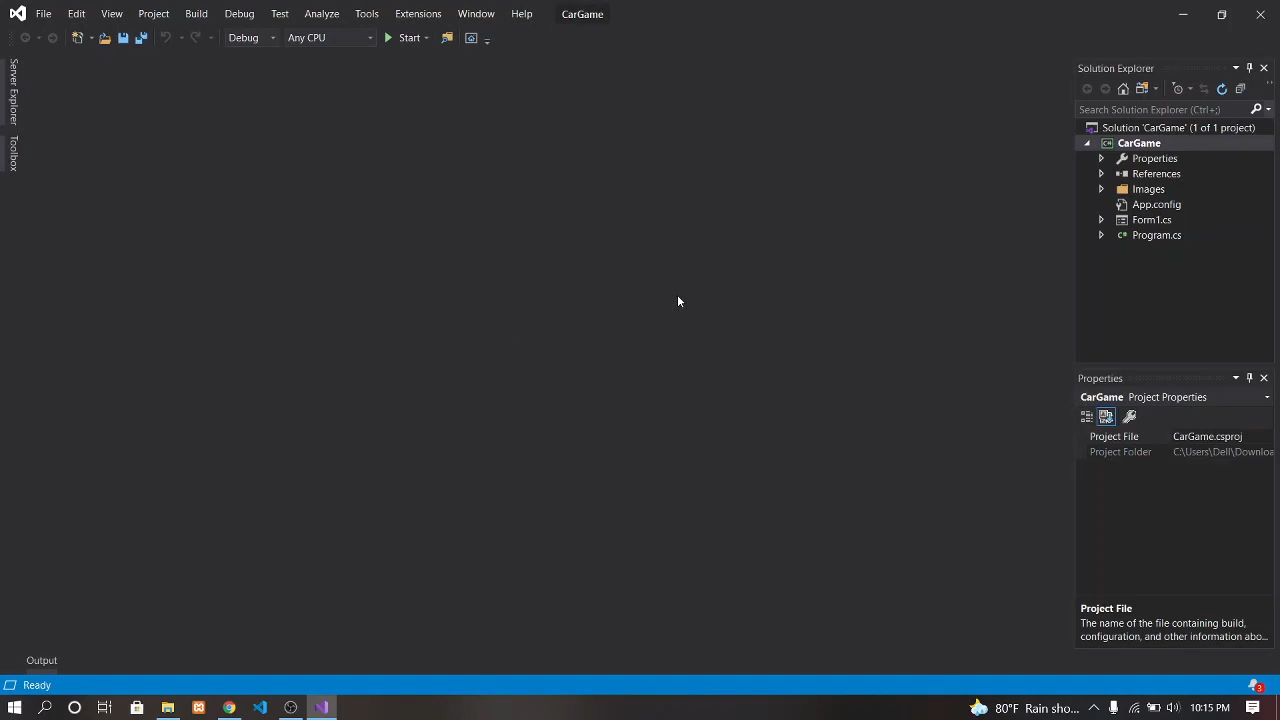 File Edit View Project Build Debug Test Analyze Tools Extensions Window Help CarGame
Debug Any CPU Start
Server Explorer
Toolbox
Solution Explorer
Search Solution Explorer (Ctrl+;)
Solution 'CarGame' (1 of 1 project)
C# CarGame
Properties
References
Images
App.config
Form1.cs
C# Program.cs
Properties
CarGame Project Properties
Project File CarGame.csproj
Project Folder C:\Users\Dell\Downloa
Project File
The name of the file containing build,
configuration, and other information abo...
Output
Ready
3
80°F Rain sho... 10:15 PM